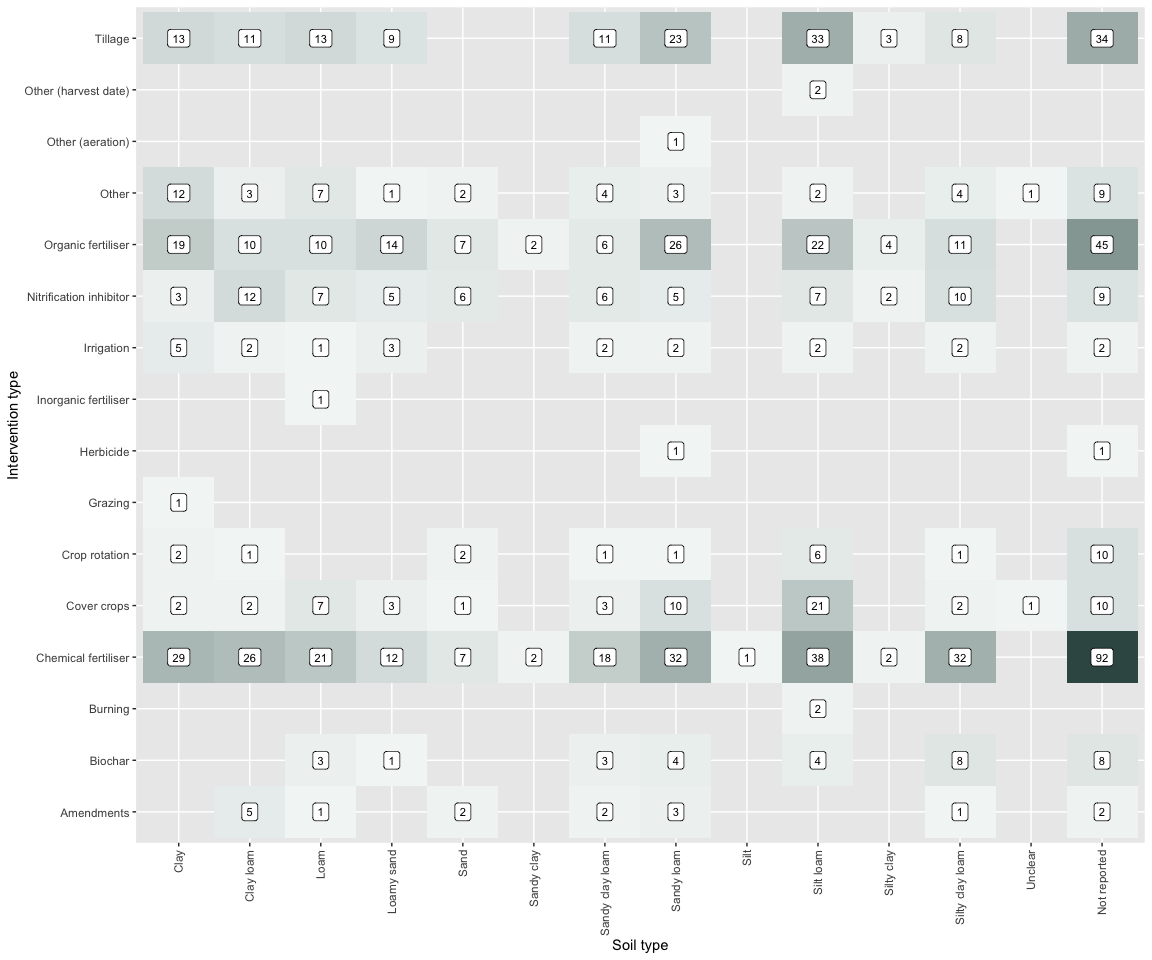 Tillage 13 11 13 9 11 23 33 3 8 34
Other (harvest date) 2
Other (aeration) 1
Other 12 3 7 1 2 4 3 2 4 1 9
Organic fertiliser 19 10 10 14 7 2 6 26 22 4 11 45
Nitrification inhibitor 3 12 7 5 6 6 5 7 2 10 9
Irrigation 5 2 1 3 2 2 2 2 2
Inorganic fertiliser 1
Herbicide 1 1
Grazing 1
Crop rotation 2 1 2 1 1 6 1 10
Cover crops 2 2 7 3 1 3 10 21 2 1 10
Chemical fertiliser 29 26 21 12 7 2 18 32 1 38 2 32 92
Burning 2
Biochar 3 1 3 4 4 8 8
Amendments 5 1 2 2 3 1 2
Intervention type
Clay
Clay loam
Loam
Loamy sand
Sand
Sandy clay
Sandy clay loam
Sandy loam
Silt
Silt loam
Silty clay
Silty clay loam
Unclear
Not reported
Soil type